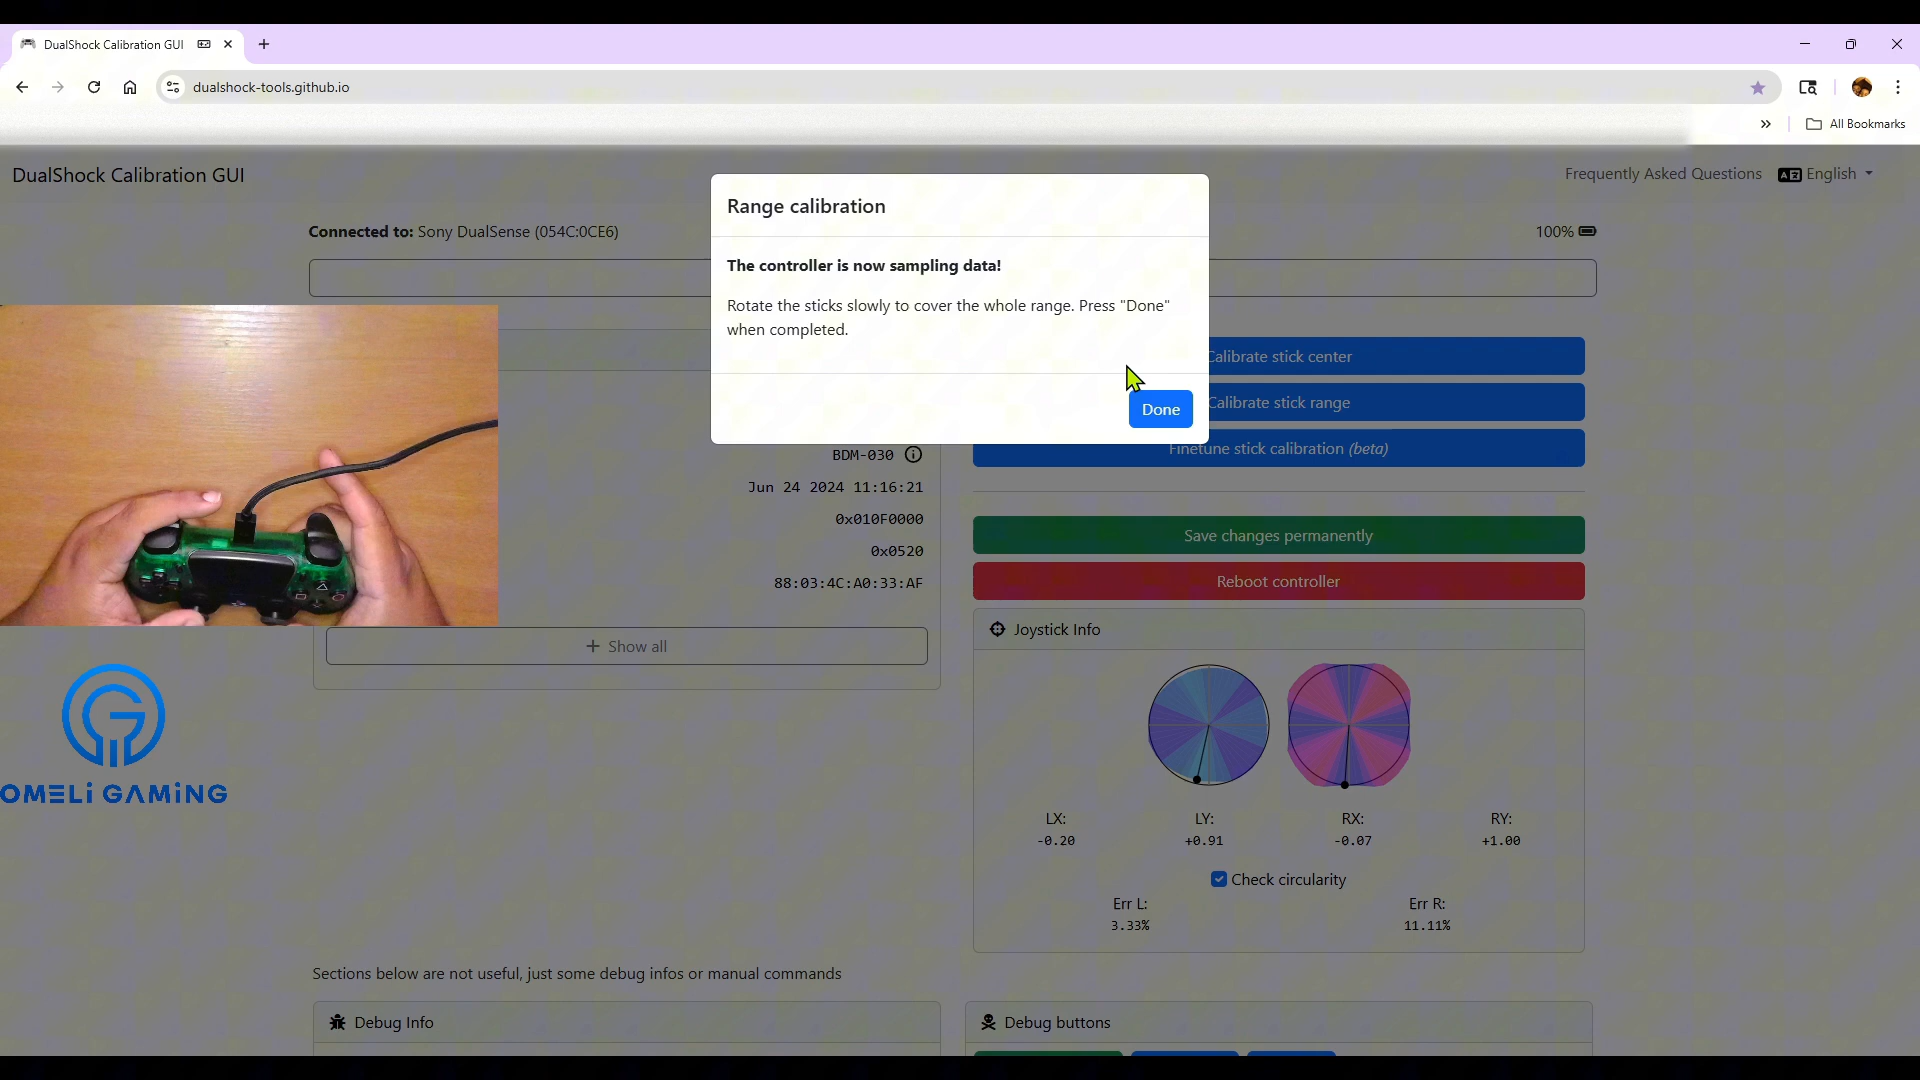 DualShock Calibration GUI
dualshock-tools.github.io
All Bookmarks
DualShock Calibration GUI
Frequently Asked Questions
English
Connected to: Sony DualSense (054C:0CE6)
100%
Range calibration
The controller is now sampling data!
Rotate the sticks slowly to cover the whole range. Press "Done"
when completed.
Done
Calibrate stick center
Calibrate stick range
Finetune stick calibration (beta)
BDM-030
Jun 24 2024 11:16:21
0x010F0000
0x0520
88:03:4C:A0:33:AF
Show all
Save changes permanently
Reboot controller
Joystick Info
LX: LY: RX: RY:
-0.20 +0.91 -0.07 +1.00
Check circularity
Err L: Err R:
3.33% 11.11%
OMELi GAMiNG
Sections below are not useful, just some debug infos or manual commands
Debug Info
Debug buttons